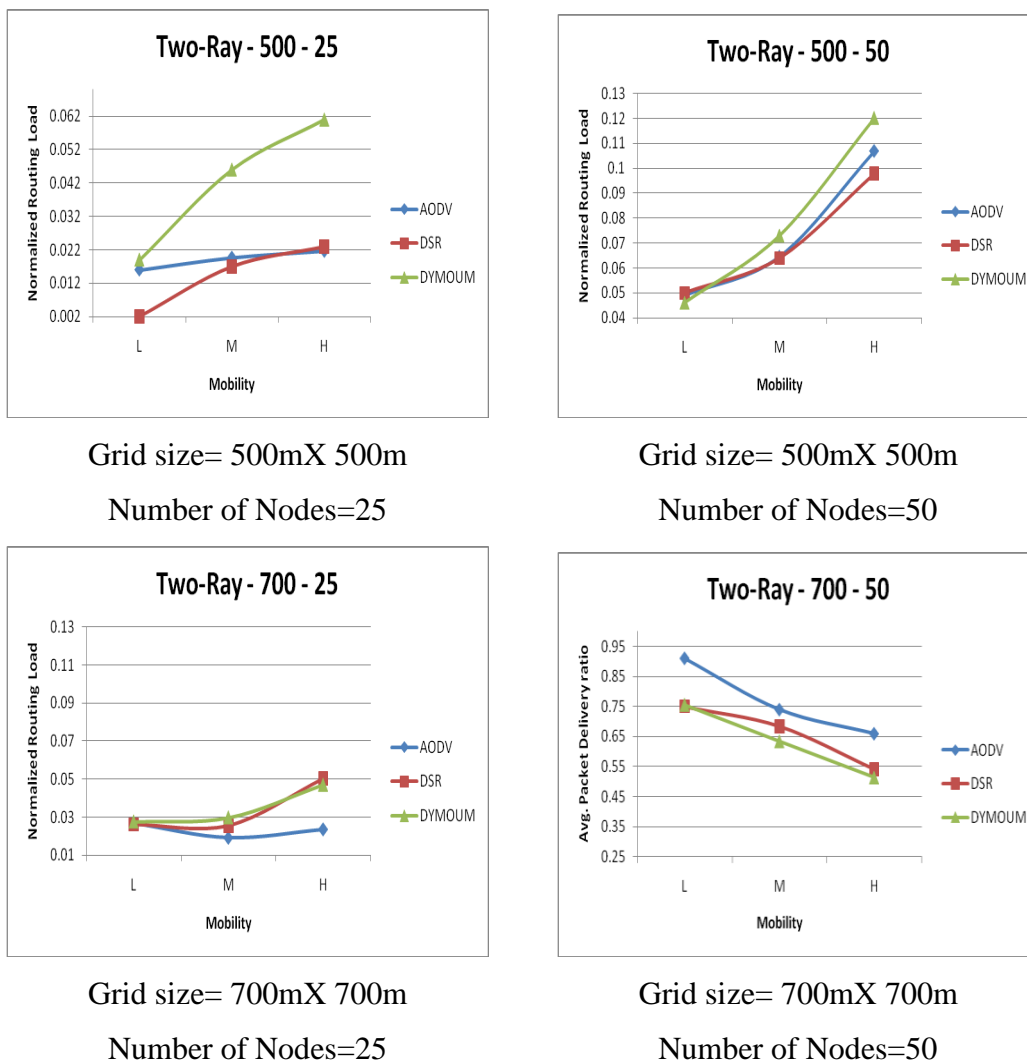 Two-Ray - 500 - 25
Normalized Routing Load
0.062
0.052
0.042
0.032
0.022
0.012
0.002
L M H
Mobility
AODV
DSR
DYMOUM
Grid size= 500mX 500m
Number of Nodes=25
Two-Ray - 500 - 50
Normalized Routing Load
0.13
0.12
0.11
0.1
0.09
0.08
0.07
0.06
0.05
0.04
L M H
Mobility
AODV
DSR
DYMOUM
Grid size= 500mX 500m
Number of Nodes=50
Two-Ray - 700 - 25
Normalized Routing Load
0.13
0.11
0.09
0.07
0.05
0.03
0.01
L M H
Mobility
AODV
DSR
DYMOUM
Grid size= 700mX 700m
Number of Nodes=25
Two-Ray - 700 - 50
Avg. Packet Delivery ratio
0.95
0.85
0.75
0.65
0.55
0.45
0.35
0.25
L M H
Mobility
AODV
DSR
DYMOUM
Grid size= 700mX 700m
Number of Nodes=50